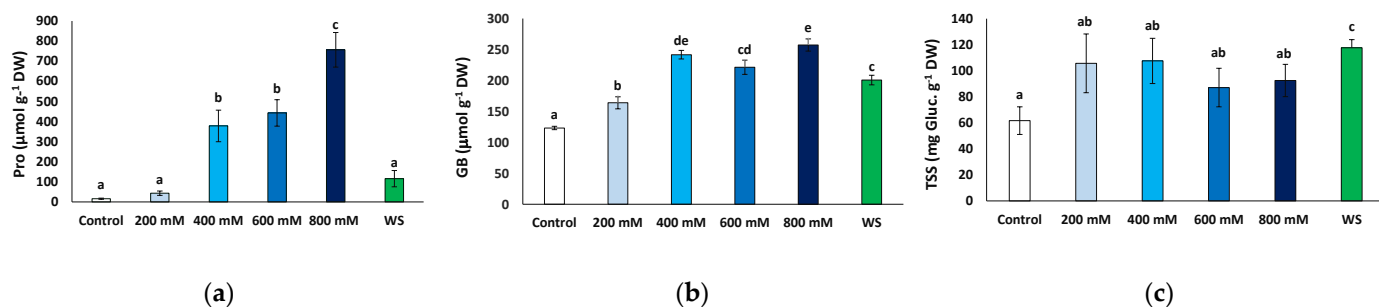 Pro (µmol g⁻¹ DW)
900
800
700
600
500
400
300
200
100
0
a
a
b
b
c
a
Control 200 mM 400 mM 600 mM 800 mM WS
(a)
GB (µmol g⁻¹ DW)
300
250
200
150
100
50
0
a
b
de
cd
e
c
Control 200 mM 400 mM 600 mM 800 mM WS
(b)
TSS (mg Gluc. g⁻¹ DW)
140
120
100
80
60
40
20
0
a
ab
ab
ab
ab
c
Control 200 mM 400 mM 600 mM 800 mM WS
(c)